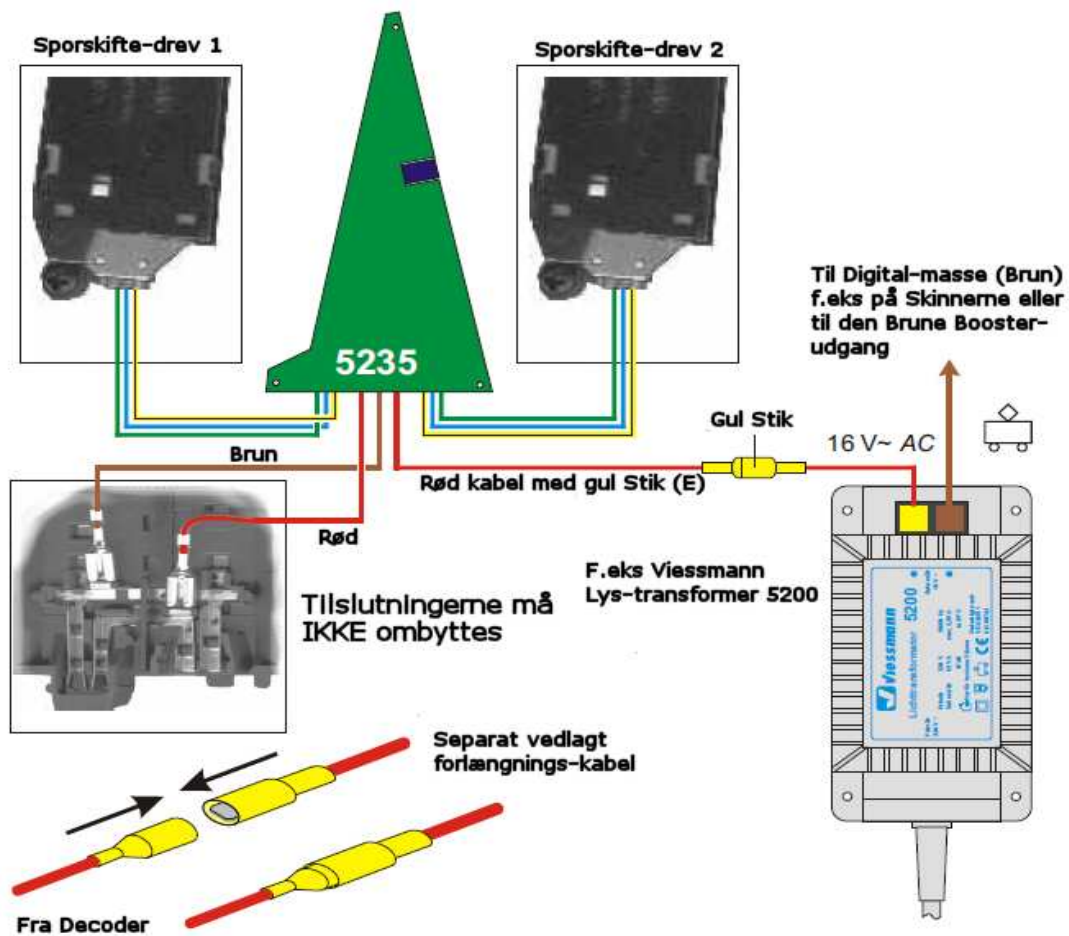 Sporskifte-drev 1
Sporskifte-drev 2
Til Digital-masse (Brun)
f.eks på Skinnerne eller
til den Brune Booster-
udgang
5235
Gul Stik
16 V~ AC
Brun
Rød kabel med gul Stik (E)
Rød
F.eks Viessmann
Lys-transformer 5200
Tilslutningerne må
IKKE ombyttes
Viessmann
Lichttransformator 5200
Separat vedlagt
forlængnings-kabel
Fra Decoder